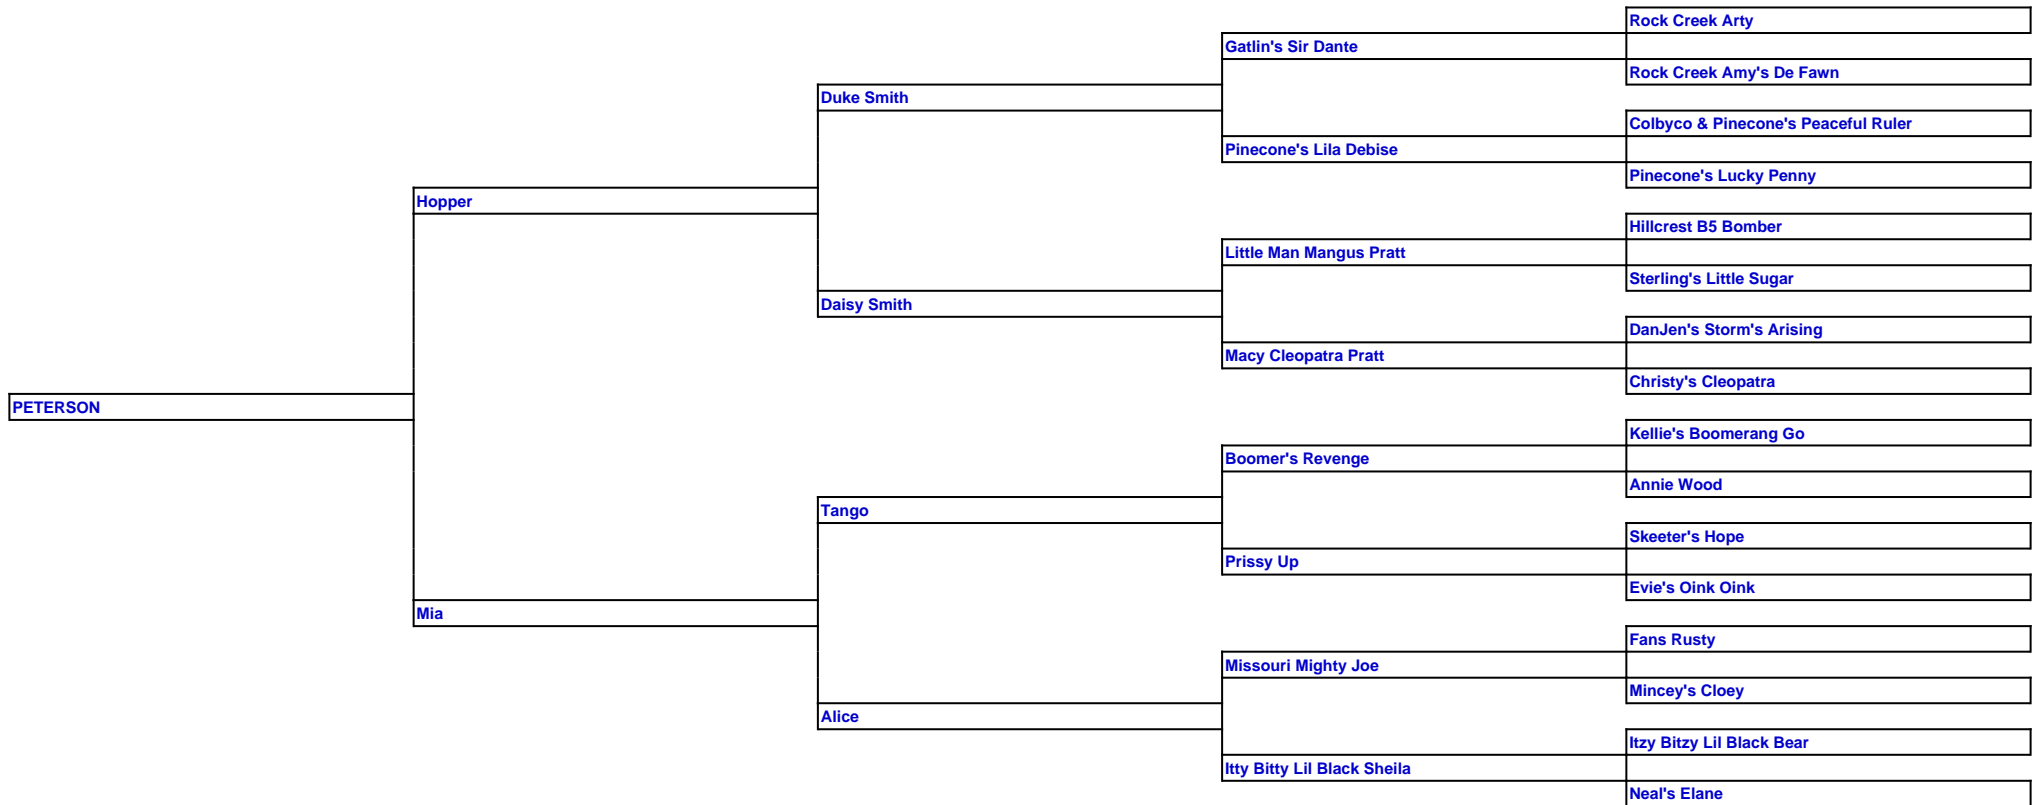 Rock Creek Arty
Gatlin's Sir Dante
Rock Creek Amy's De Fawn
Duke Smith
Colbyco & Pinecone's Peaceful Ruler
Pinecone's Lila Debise
Pinecone's Lucky Penny
Hopper
Hillcrest B5 Bomber
Little Man Mangus Pratt
Sterling's Little Sugar
Daisy Smith
DanJen's Storm's Arising
Macy Cleopatra Pratt
Christy's Cleopatra
PETERSON
Kellie's Boomerang Go
Boomer's Revenge
Annie Wood
Tango
Skeeter's Hope
Prissy Up
Evie's Oink Oink
Mia
Fans Rusty
Missouri Mighty Joe
Mincey's Cloey
Alice
Itzy Bitzy Lil Black Bear
Itty Bitty Lil Black Sheila
Neal's Elane